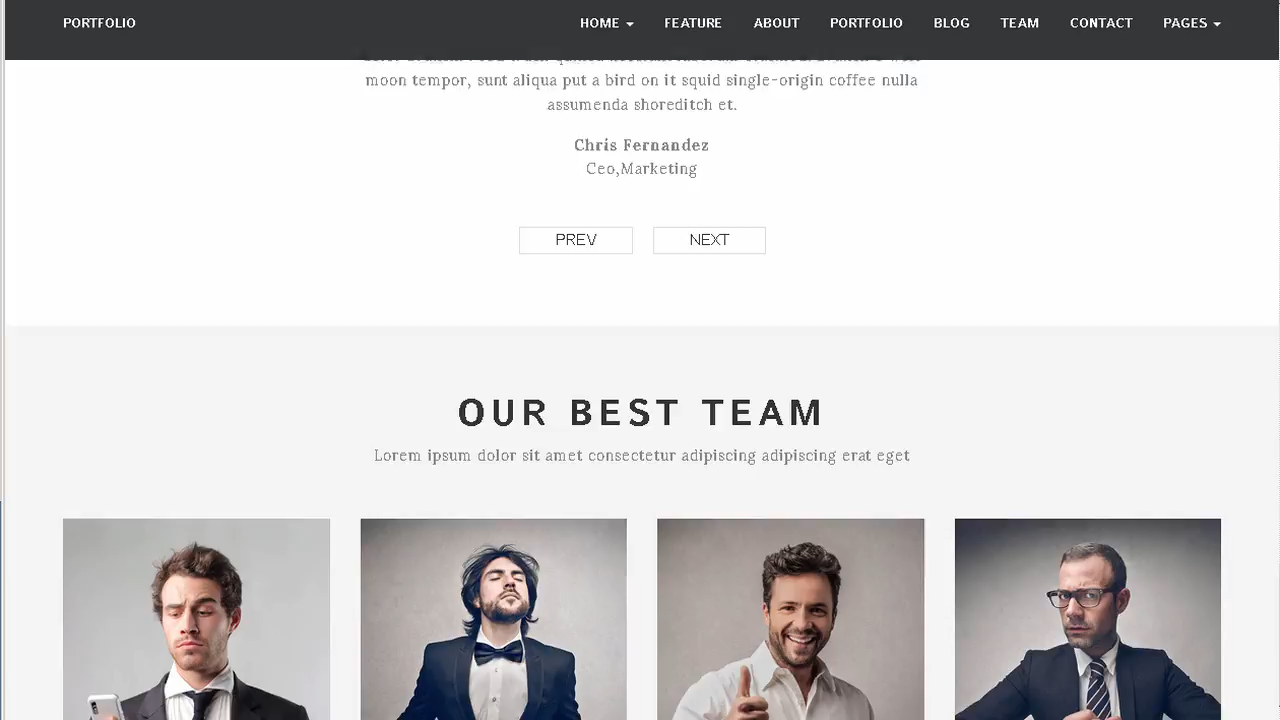 PORTFOLIO
HOME FEATURE ABOUT PORTFOLIO BLOG TEAM CONTACT PAGES
moon tempor, sunt aliqua put a bird on it squid single-origin coffee nulla
assumenda shoreditch et.
Chris Fernandez
Ceo,Marketing
PREV NEXT
OUR BEST TEAM
Lorem ipsum dolor sit amet consectetur adipiscing adipiscing erat eget